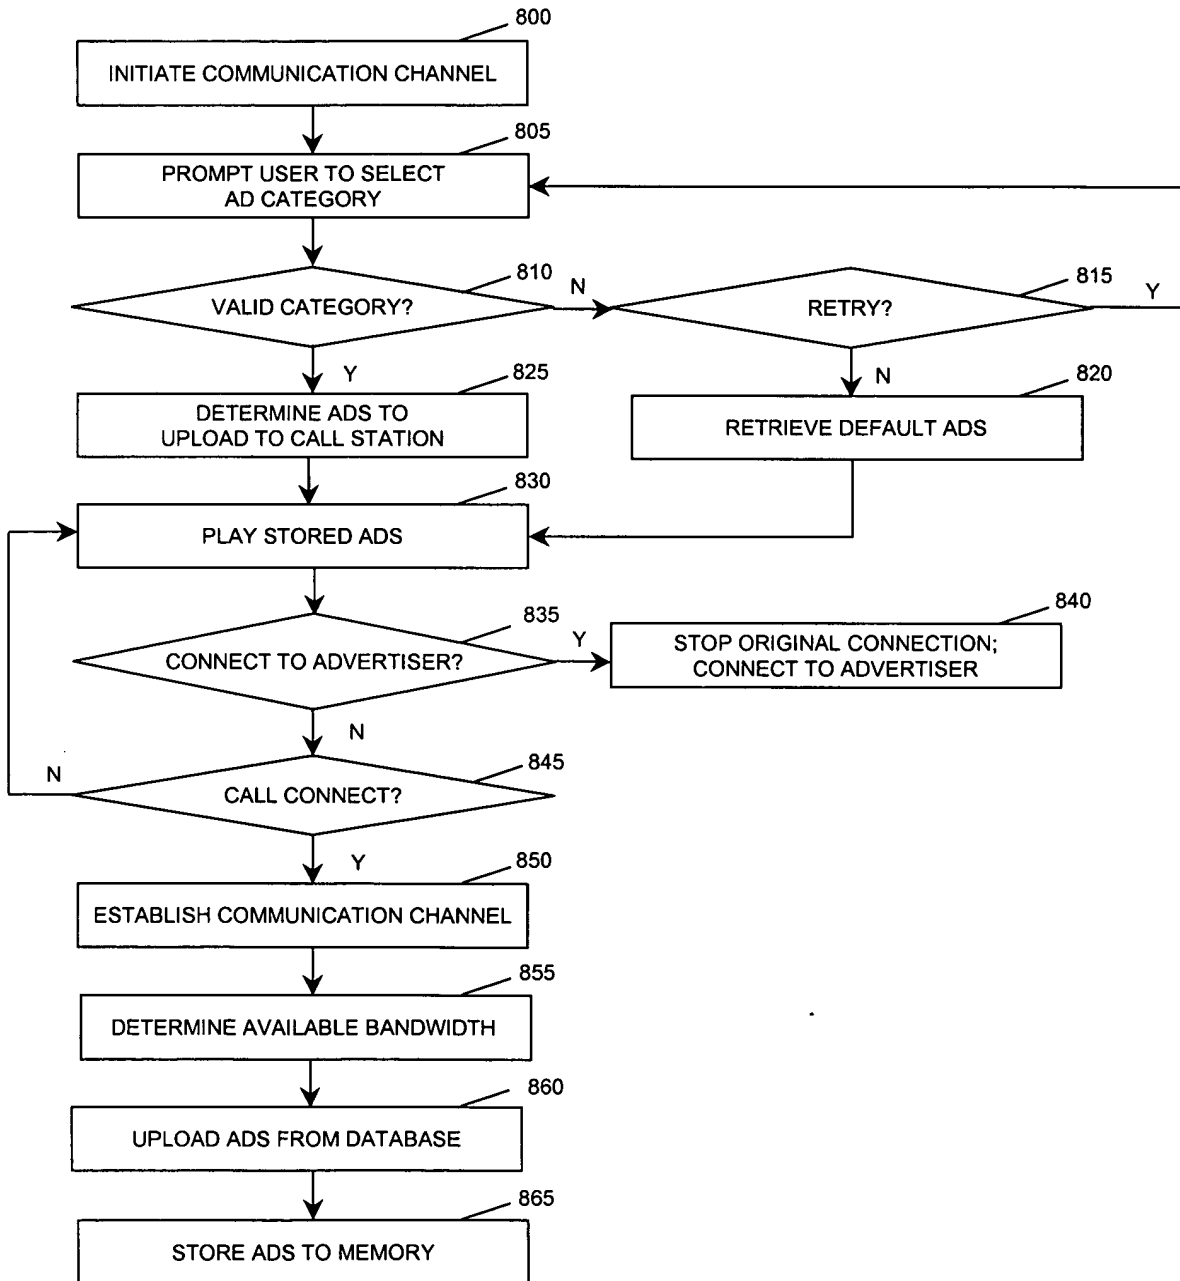 800
INITIATE COMMUNICATION CHANNEL
805
PROMPT USER TO SELECT
AD CATEGORY
810
VALID CATEGORY?
N
815
RETRY?
Y
Y
825
DETERMINE ADS TO
UPLOAD TO CALL STATION
N
820
RETRIEVE DEFAULT ADS
830
PLAY STORED ADS
835
CONNECT TO ADVERTISER?
Y
840
STOP ORIGINAL CONNECTION;
CONNECT TO ADVERTISER
N
845
CALL CONNECT?
N
Y
850
ESTABLISH COMMUNICATION CHANNEL
855
DETERMINE AVAILABLE BANDWIDTH
860
UPLOAD ADS FROM DATABASE
865
STORE ADS TO MEMORY